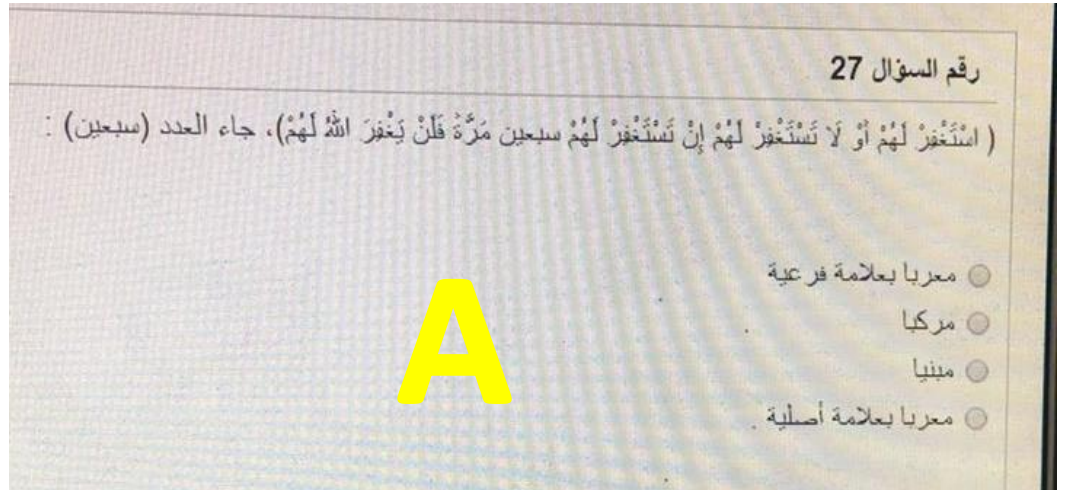 رقم السؤال 27
( اسْتَغْفِرْ لَهُمْ أَوْ لَا تَسْتَغْفِرْ لَهُمْ إِنْ تَسْتَغْفِرْ لَهُمْ سبعين مَرَّةً فَلَنْ يَغْفِرَ اللَّهُ لَهُمْ)، جاء العدد (سبعين) :
معربا بعلامة فرعية
مركبا
مبنيا
معربا بعلامة أصلية .
A